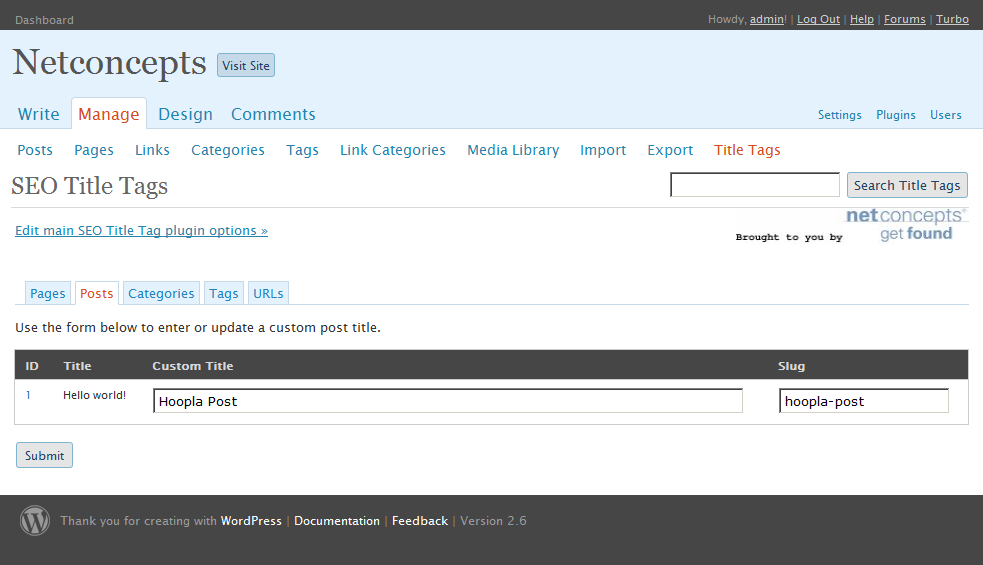 Dashboard Howdy, admin! | Log Out | Help | Forums | Turbo
Netconcepts Visit Site
Write Manage Design Comments Settings Plugins Users
Posts Pages Links Categories Tags Link Categories Media Library Import Export Title Tags
SEO Title Tags Search Title Tags
Edit main SEO Title Tag plugin options » Brought to you by netconcepts® get found
Pages Posts Categories Tags URLs
Use the form below to enter or update a custom post title.
ID Title Custom Title Slug
1 Hello world! Hoopla Post hoopla-post
Submit
Thank you for creating with WordPress | Documentation | Feedback | Version 2.6